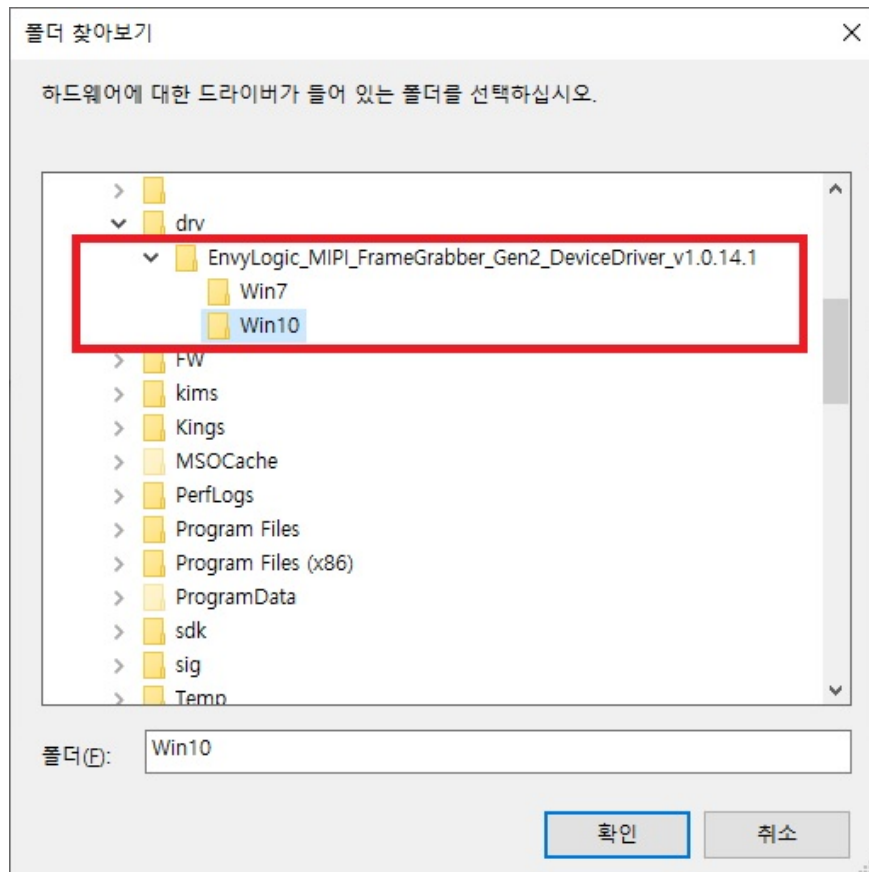 폴더 찾아보기
하드웨어에 대한 드라이버가 들어 있는 폴더를 선택하십시오.
drv
EnvyLogic_MIPI_FrameGrabber_Gen2_DeviceDriver_v1.0.14.1
Win7
Win10
FW
kims
Kings
MSOCache
PerfLogs
Program Files
Program Files (x86)
ProgramData
sdk
sig
Temp
폴더(F): Win10
확인 취소